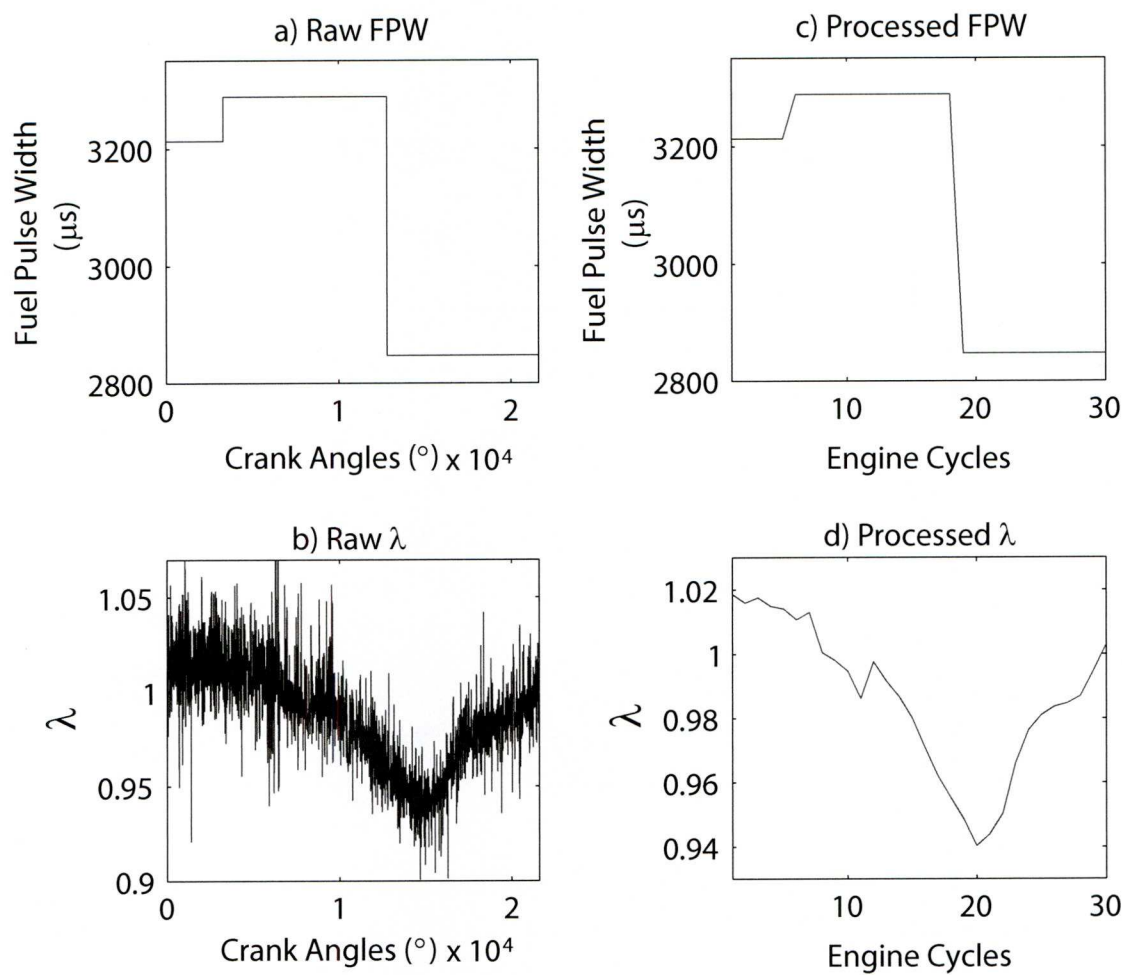 a) Raw FPW
Fuel Pulse Width
(μs)
3200
3000
2800
0
1
2
Crank Angles (°) x 10⁴
c) Processed FPW
Fuel Pulse Width
(μs)
3200
3000
2800
10
20
30
Engine Cycles
b) Raw λ
λ
1.05
1
0.95
0.9
0
1
2
Crank Angles (°) x 10⁴
d) Processed λ
λ
1.02
1
0.98
0.96
0.94
10
20
30
Engine Cycles